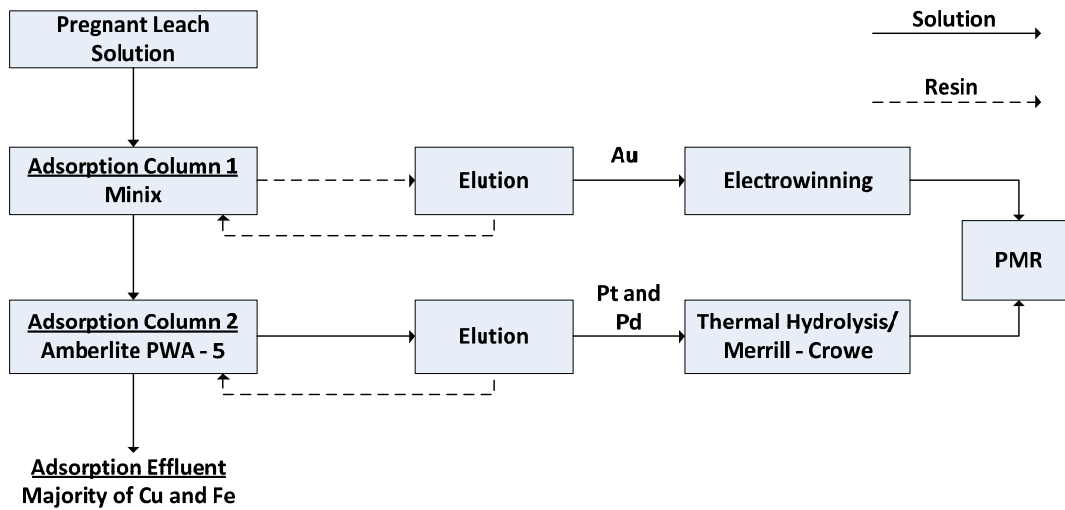 Pregnant Leach
Solution
Solution
Resin
Adsorption Column 1
Minix
Elution
Au
Electrowinning
PMR
Adsorption Column 2
Amberlite PWA - 5
Elution
Pt and
Pd
Thermal Hydrolysis/
Merrill - Crowe
Adsorption Effluent
Majority of Cu and Fe